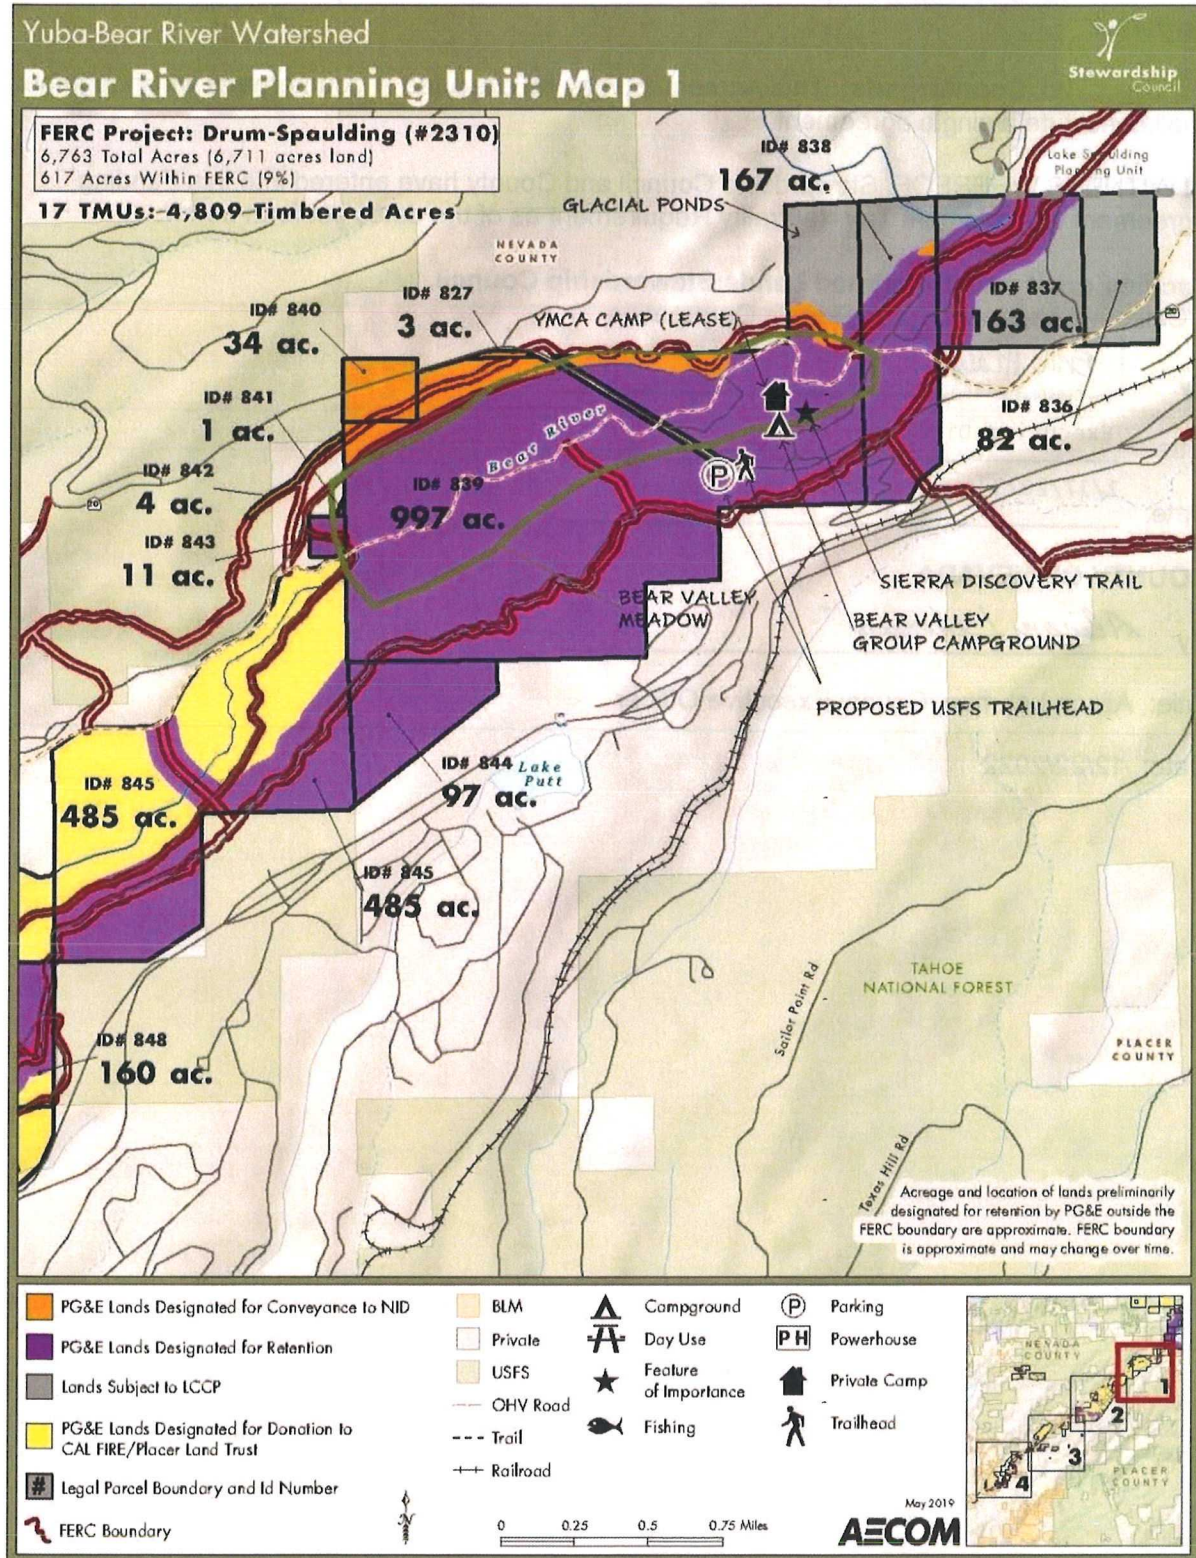 Yuba-Bear River Watershed
Bear River Planning Unit: Map 1
Stewardship
Council
FERC Project: Drum-Spaulding (#2310)
6,763 Total Acres (6,711 acres land)
617 Acres Within FERC (9%)
17 TMUs: 4,809 Timbered Acres
ID# 838
167 ac.
Lake Spaulding
Planning Unit
GLACIAL PONDS
NEVADA
COUNTY
ID# 827
3 ac.
YMCA CAMP (LEASE)
ID# 837
163 ac.
20
ID# 840
34 ac.
ID# 841
1 ac.
Bear River
ID# 836
82 ac.
ID# 842
4 ac.
20
ID# 839
997 ac.
P
ID# 843
11 ac.
SIERRA DISCOVERY TRAIL
BEAR VALLEY
MEADOW
BEAR VALLEY
GROUP CAMPGROUND
PROPOSED USFS TRAILHEAD
ID# 844
97 ac.
Lake
Putt
ID# 845
485 ac.
ID# 845
485 ac.
TAHOE
NATIONAL FOREST
Sailor Point Rd
ID# 848
160 ac.
PLACER
COUNTY
Texas Hill Rd
Acreage and location of lands preliminarily
designated for retention by PG&E outside the
FERC boundary are approximate. FERC boundary
is approximate and may change over time.
PG&E Lands Designated for Conveyance to NID
PG&E Lands Designated for Retention
Lands Subject to LCCP
PG&E Lands Designated for Donation to
CAL FIRE/Placer Land Trust
# Legal Parcel Boundary and Id Number
FERC Boundary
BLM
Private
USFS
OHV Road
Trail
Railroad
Campground
Day Use
Feature
of Importance
Fishing
P Parking
PH Powerhouse
Private Camp
Trailhead
N
0 0.25 0.5 0.75 Miles
May 2019
AECOM
NEVADA
COUNTY
1
2
3
4
PLACER
COUNTY